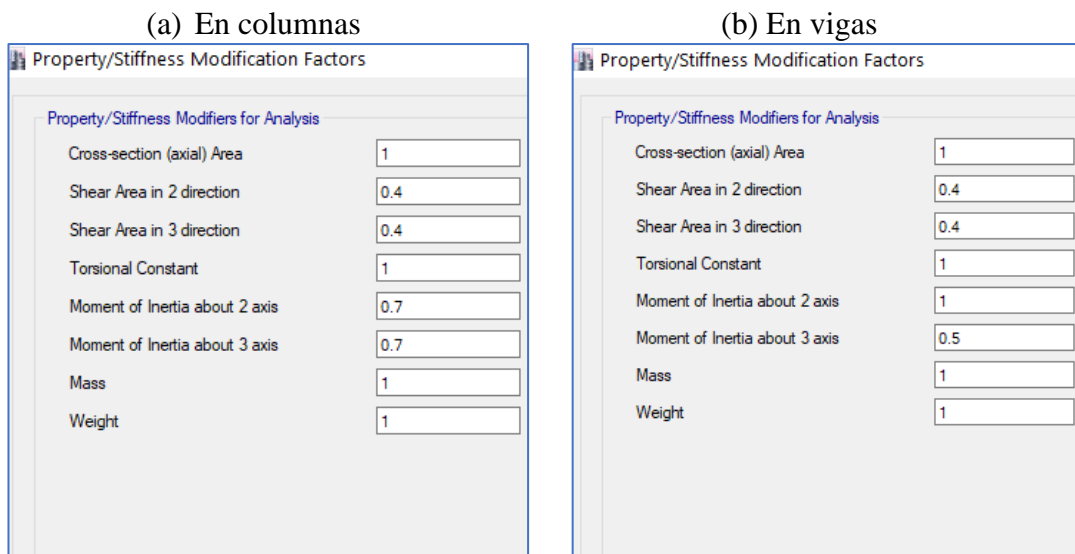 (a) En columnas
Property/Stiffness Modification Factors
Property/Stiffness Modifiers for Analysis
Cross-section (axial) Area 1
Shear Area in 2 direction 0.4
Shear Area in 3 direction 0.4
Torsional Constant 1
Moment of Inertia about 2 axis 0.7
Moment of Inertia about 3 axis 0.7
Mass 1
Weight 1
(b) En vigas
Property/Stiffness Modification Factors
Property/Stiffness Modifiers for Analysis
Cross-section (axial) Area 1
Shear Area in 2 direction 0.4
Shear Area in 3 direction 0.4
Torsional Constant 1
Moment of Inertia about 2 axis 1
Moment of Inertia about 3 axis 0.5
Mass 1
Weight 1